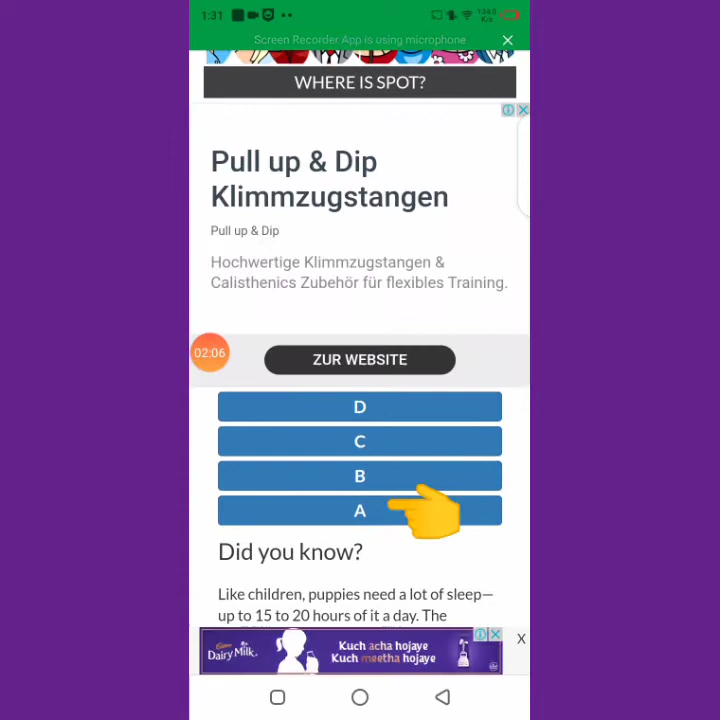 1:31
134.0
K/s
Screen Recorder App is using microphone
WHERE IS SPOT?
Pull up & Dip
Klimmzugstangen
Pull up & Dip
Hochwertige Klimmzugstangen &
Calisthenics Zubehör für flexibles Training.
02:06
ZUR WEBSITE
D
C
B
A
Did you know?
Like children, puppies need a lot of sleep—
up to 15 to 20 hours of it a day. The
Cadbury
Dairy Milk
Kuch acha hojaye
Kuch meetha hojaye
X